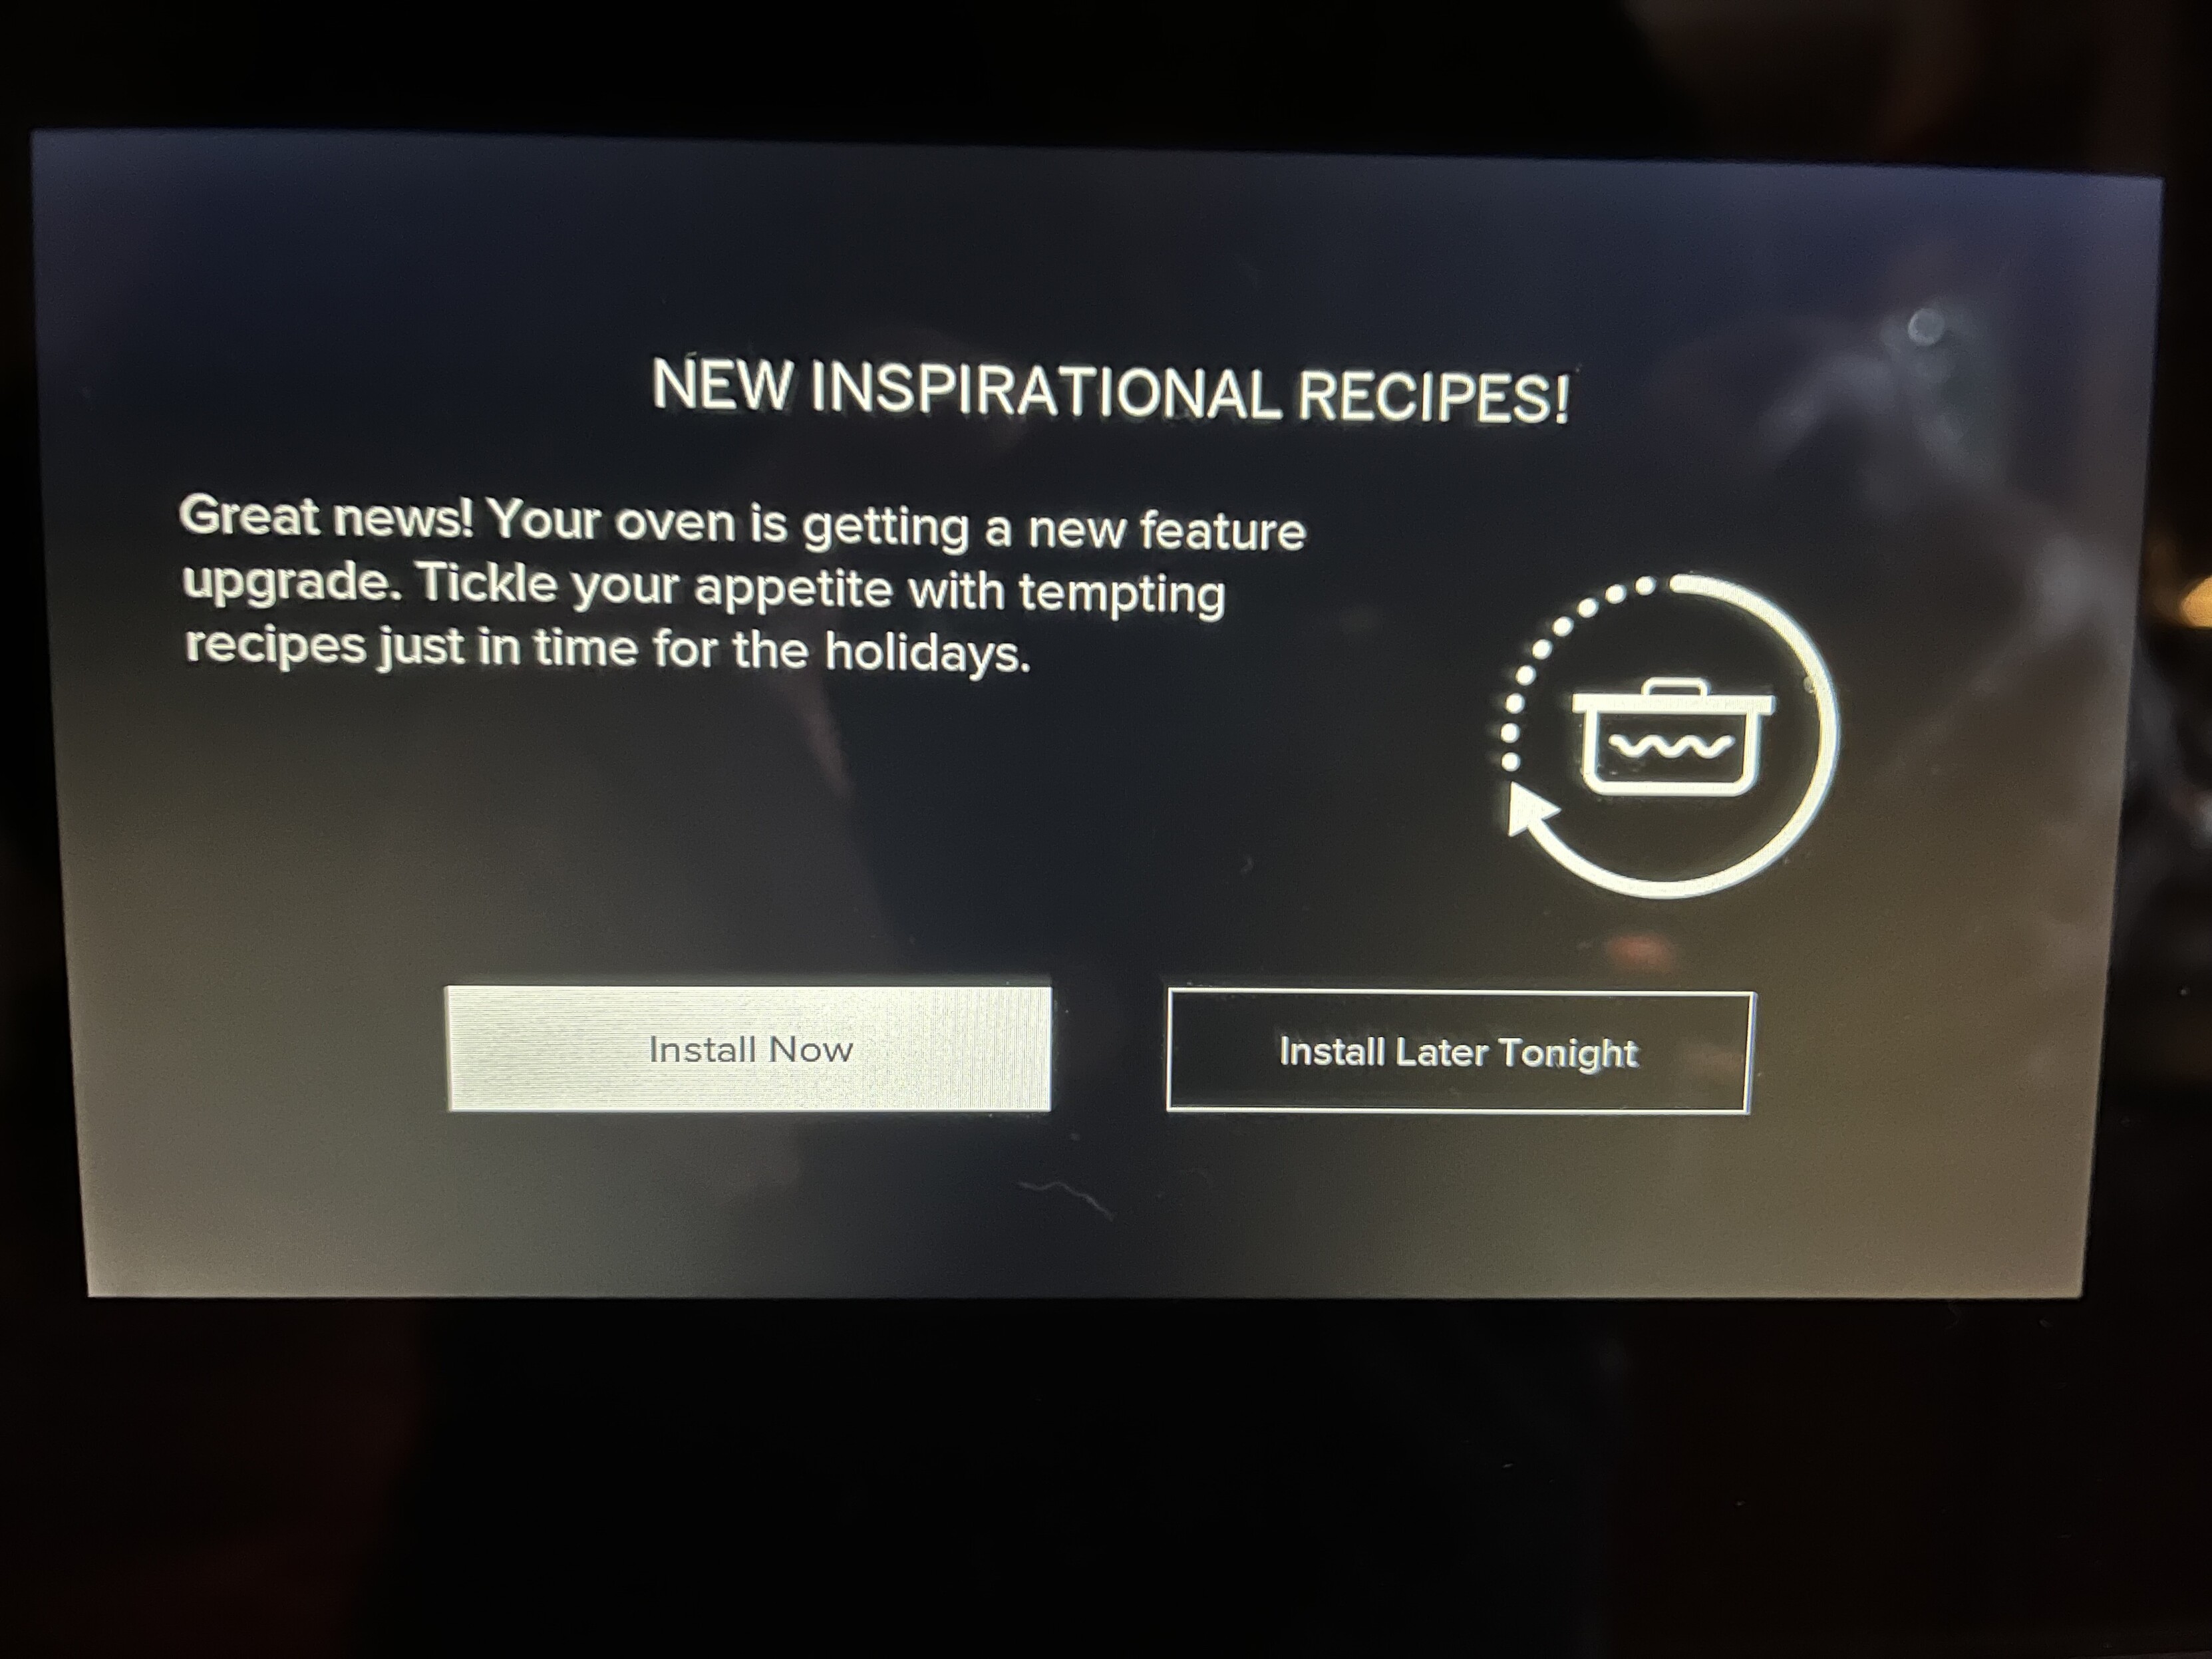 NEW INSPIRATIONAL RECIPES!
Great news! Your oven is getting a new feature
upgrade. Tickle your appetite with tempting
recipes just in time for the holidays.
Install Now
Install Later Tonight